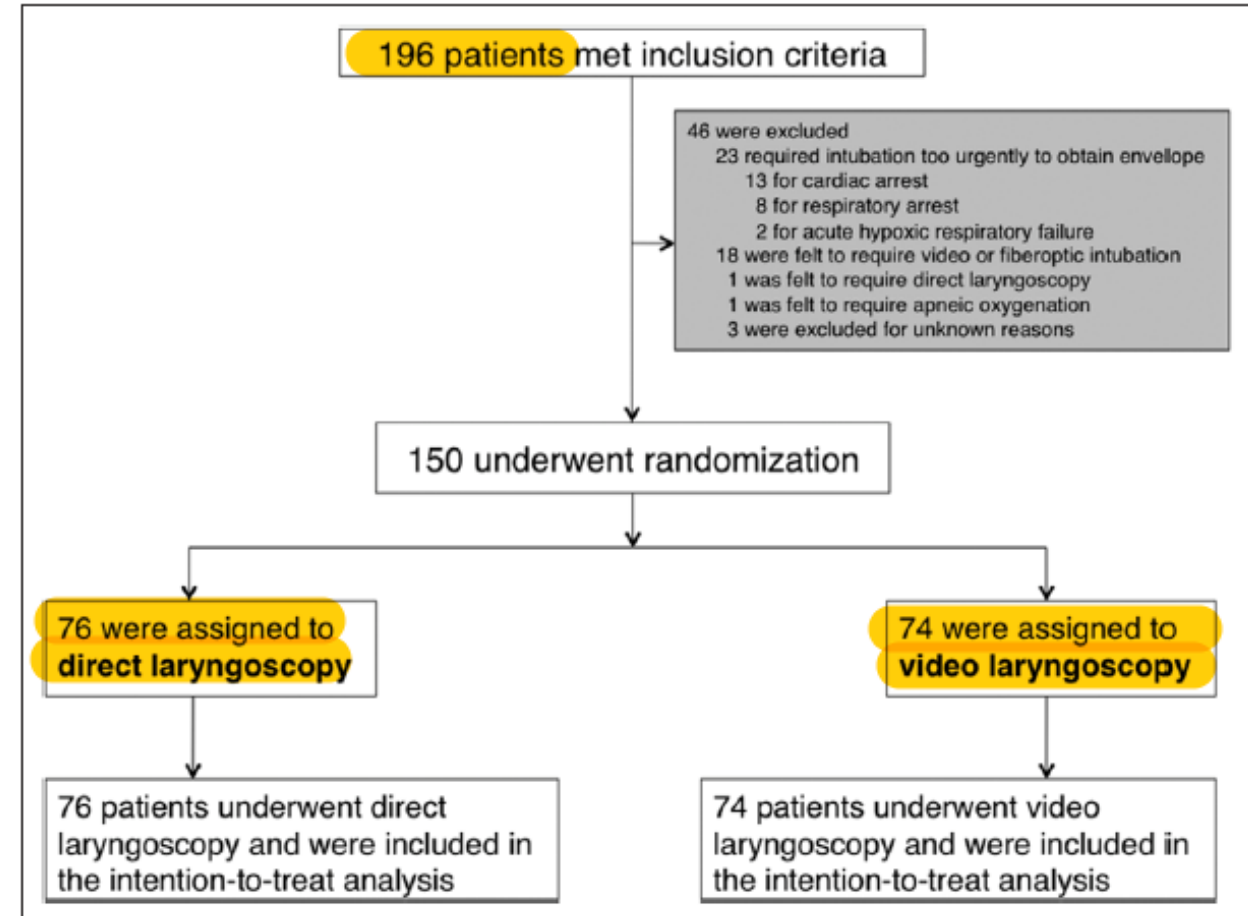 196 patients met inclusion criteria
46 were excluded
23 required intubation too urgently to obtain envellope
13 for cardiac arrest
8 for respiratory arrest
2 for acute hypoxic respiratory failure
18 were felt to require video or fiberoptic intubation
1 was felt to require direct laryngoscopy
1 was felt to require apneic oxygenation
3 were excluded for unknown reasons
150 underwent randomization
76 were assigned to
direct laryngoscopy
74 were assigned to
video laryngoscopy
76 patients underwent direct
laryngoscopy and were included in
the intention-to-treat analysis
74 patients underwent video
laryngoscopy and were included in
the intention-to-treat analysis